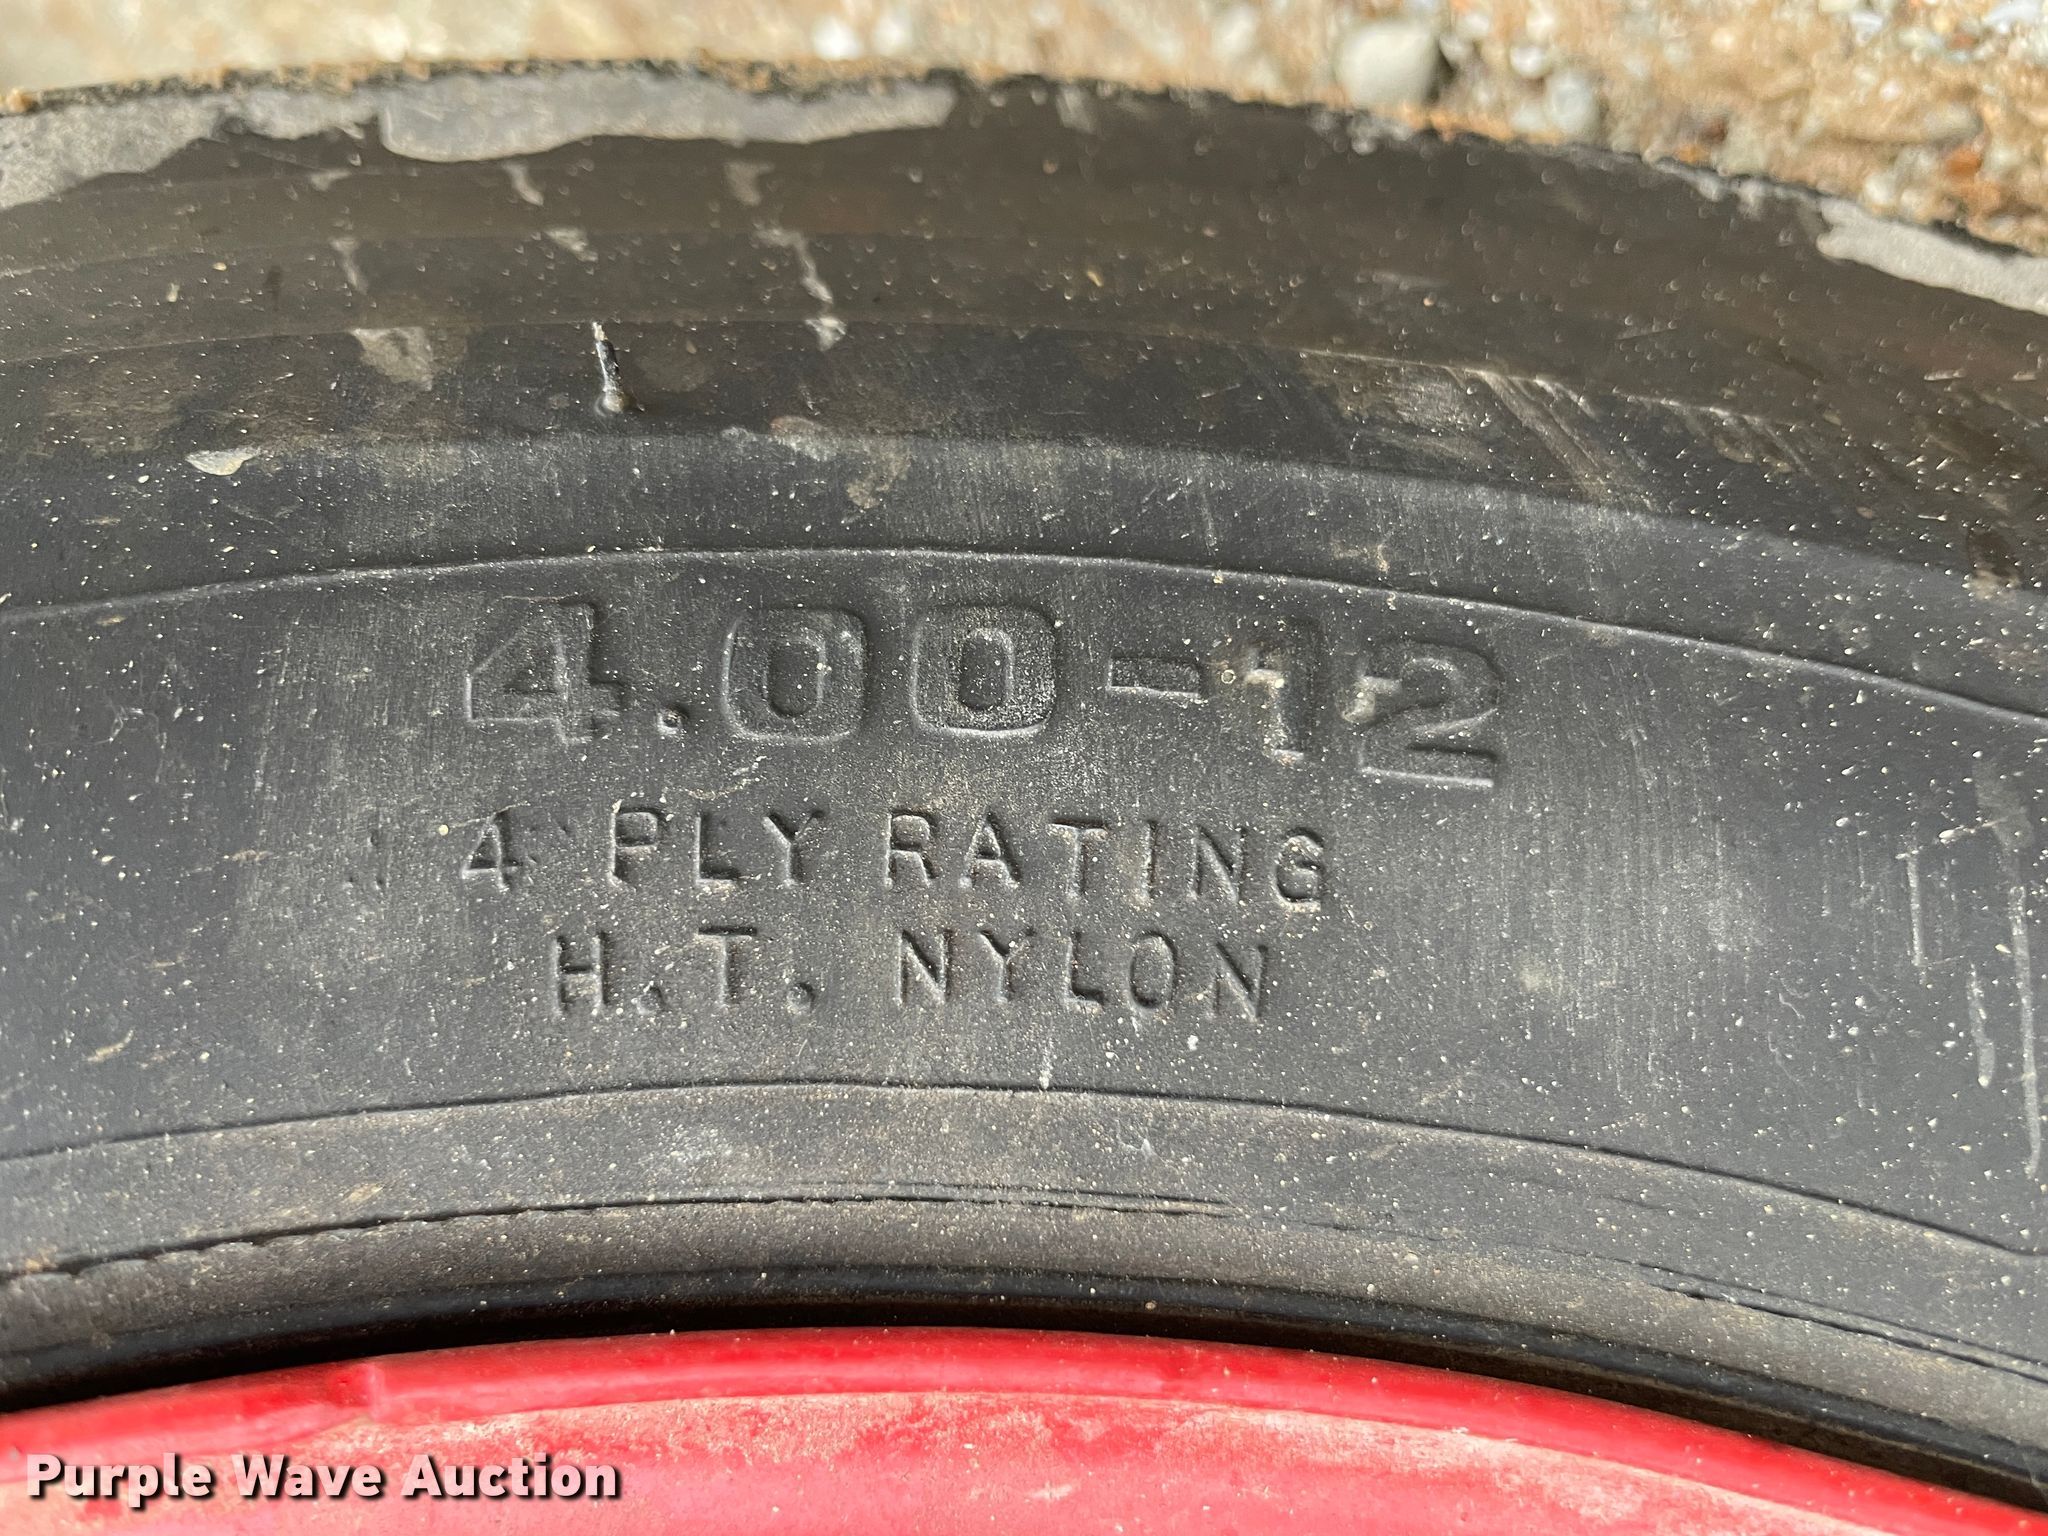 4.00-12
4 PLY RATING
H.T. NYLON
Purple Wave Auction